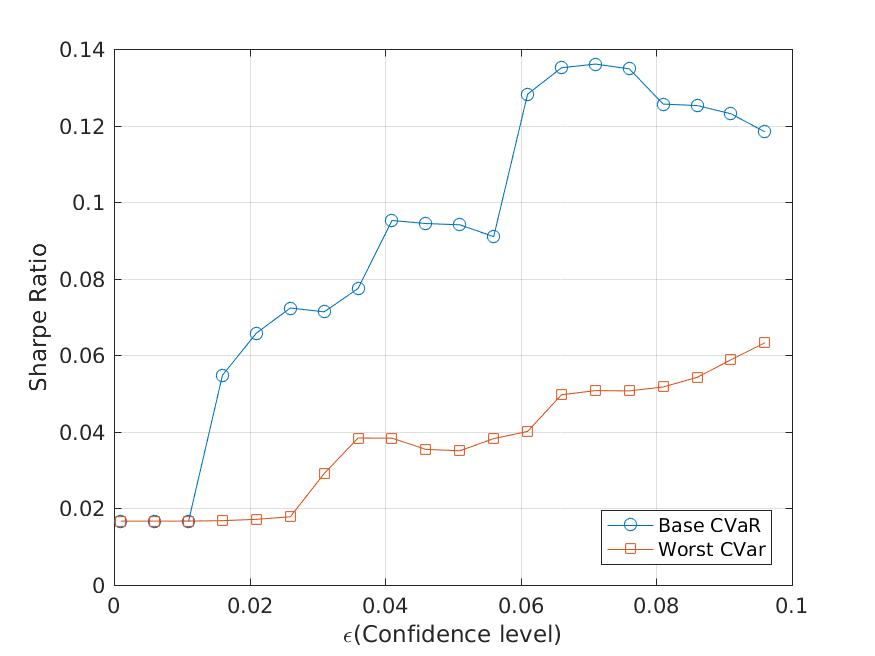 0.14
0.12
0.1
0.08
0.06
0.04
0.02
0
Sharpe Ratio
Base CVaR
Worst CVar
0 0.02 0.04 0.06 0.08 0.1
ϵ(Confidence level)